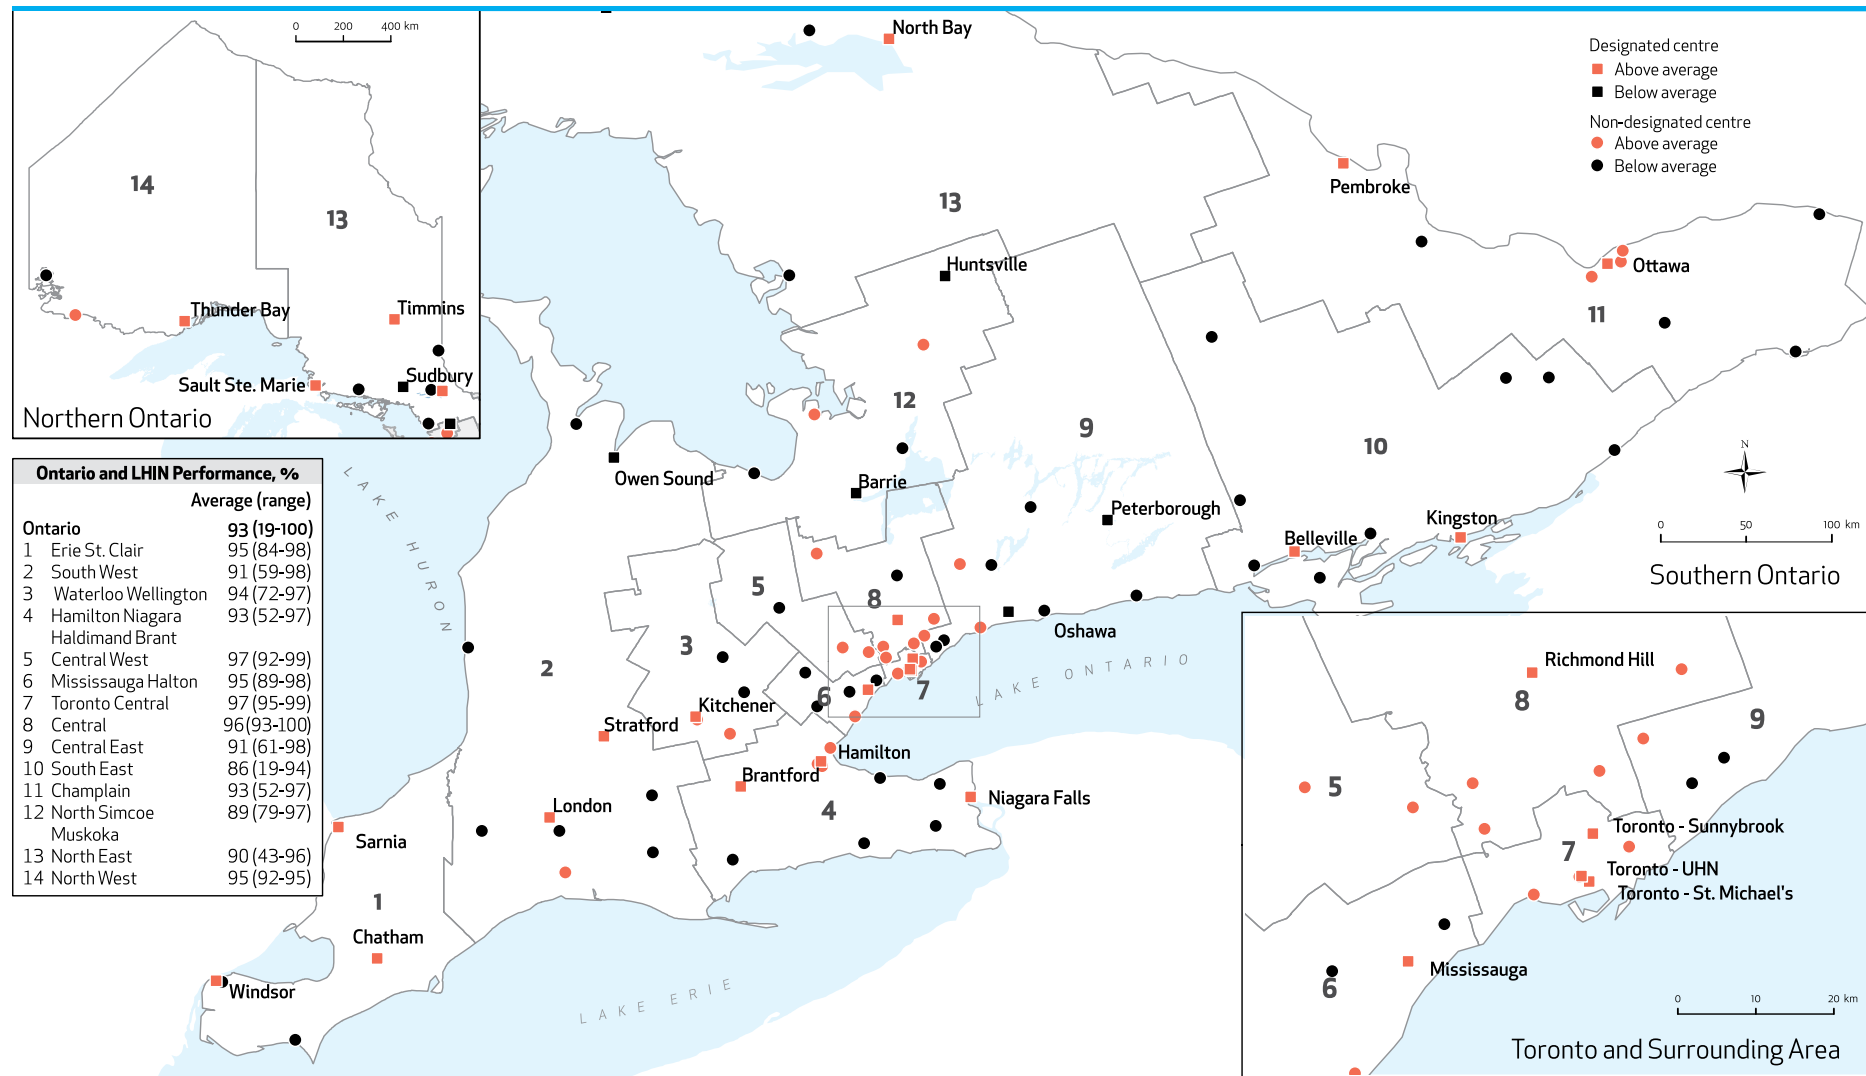 0 200 400 km
14
13
Thunder Bay
Timmins
Sault Ste. Marie
Sudbury
Northern Ontario
Ontario and LHIN Performance, %
Average (range)
Ontario 93 (19-100)
1 Erie St. Clair 95 (84-98)
2 South West 91 (59-98)
3 Waterloo Wellington 94 (72-97)
4 Hamilton Niagara 93 (52-97)
Haldimand Brant
5 Central West 97 (92-99)
6 Mississauga Halton 95 (89-98)
7 Toronto Central 97 (95-99)
8 Central 96 (93-100)
9 Central East 91 (61-98)
10 South East 86 (19-94)
11 Champlain 93 (52-97)
12 North Simcoe 89 (79-97)
Muskoka
13 North East 90 (43-96)
14 North West 95 (92-95)
Designated centre
Above average
Below average
Non-designated centre
Above average
Below average
North Bay
Pembroke
13
Huntsville
Ottawa
11
12
9
10
Owen Sound
Barrie
Peterborough
Belleville
Kingston
N
0 50 100 km
Southern Ontario
LAKE HURON
5
8
Oshawa
3
2
6
7
LAKE ONTARIO
Kitchener
Stratford
Hamilton
Brantford
Niagara Falls
London
4
Sarnia
1
Chatham
Windsor
LAKE ERIE
Richmond Hill
8
9
5
Toronto - Sunnybrook
7
Toronto - UHN
Toronto - St. Michael's
Mississauga
6
0 10 20 km
Toronto and Surrounding Area